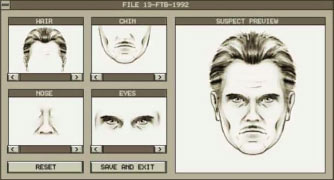 FILE 13-FTB-1992
HAIR
CHIN
SUSPECT PREVIEW
NOSE
EYES
RESET
SAVE AND EXIT